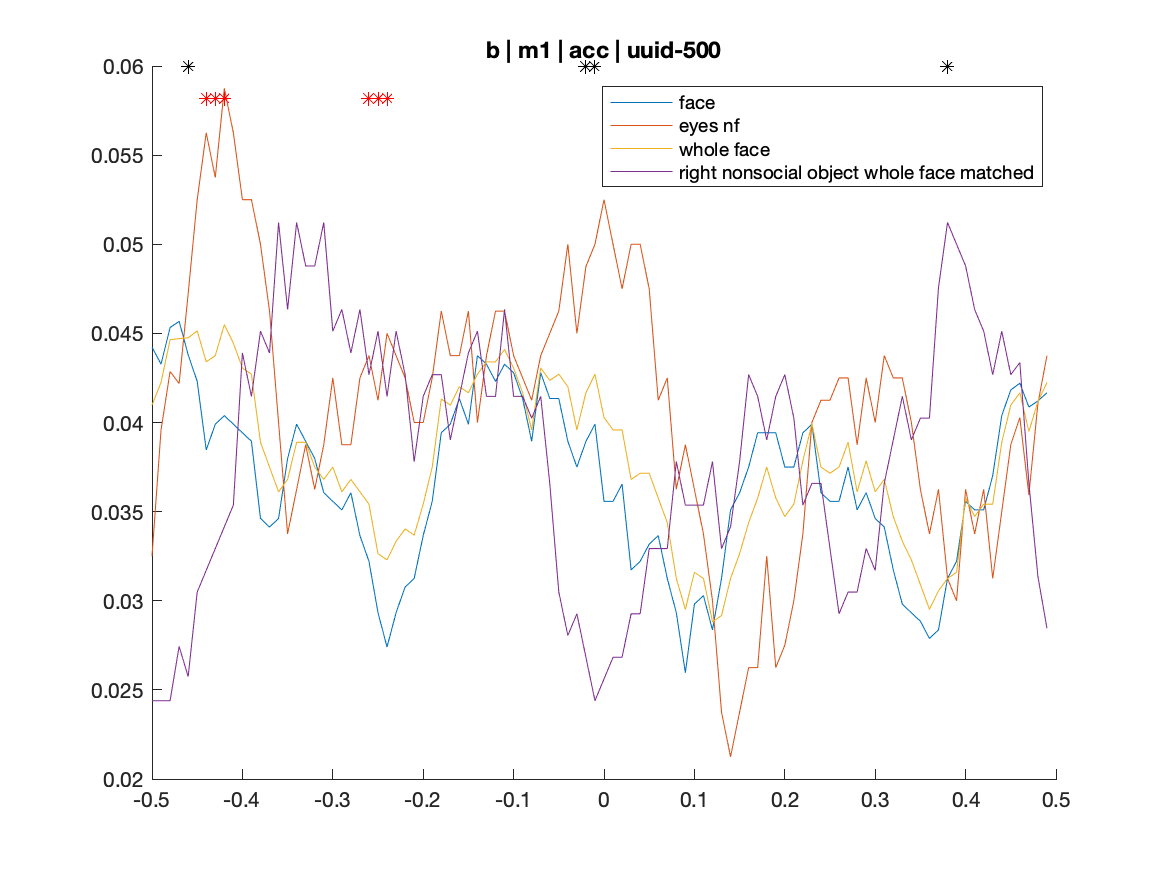 b | m1 | acc | uuid-500
0.06
0.055
0.05
0.045
0.04
0.035
0.03
0.025
0.02
face
eyes nf
whole face
right nonsocial object whole face matched
-0.5 -0.4 -0.3 -0.2 -0.1 0 0.1 0.2 0.3 0.4 0.5